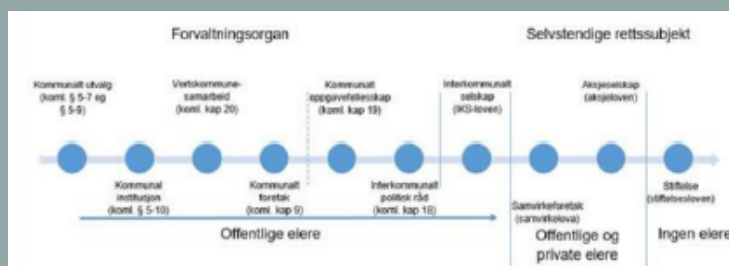 Forvaltningsorgan
Selvstendige rettssubjekt
Kommunalt utvalg
(koml. § 5-7 og
§ 5-9)
Vertskommune-
samarbeid
(koml. kap 20)
Kommunalt
oppgavefellesskap
(koml. kap 19)
Interkommunalt
selskap
(IKS-loven)
Aksjeselskap
(aksjeloven)
Kommunal
institusjon
(koml. § 5-10)
Kommunalt
foretak
(koml. kap 9)
Interkommunalt
politisk råd
(koml. kap 18)
Samvirkeforetak
(samvirkelova)
Stiftelse
(stiftelsesloven)
Offentlige eiere
Offentlige og
private eiere
Ingen eiere